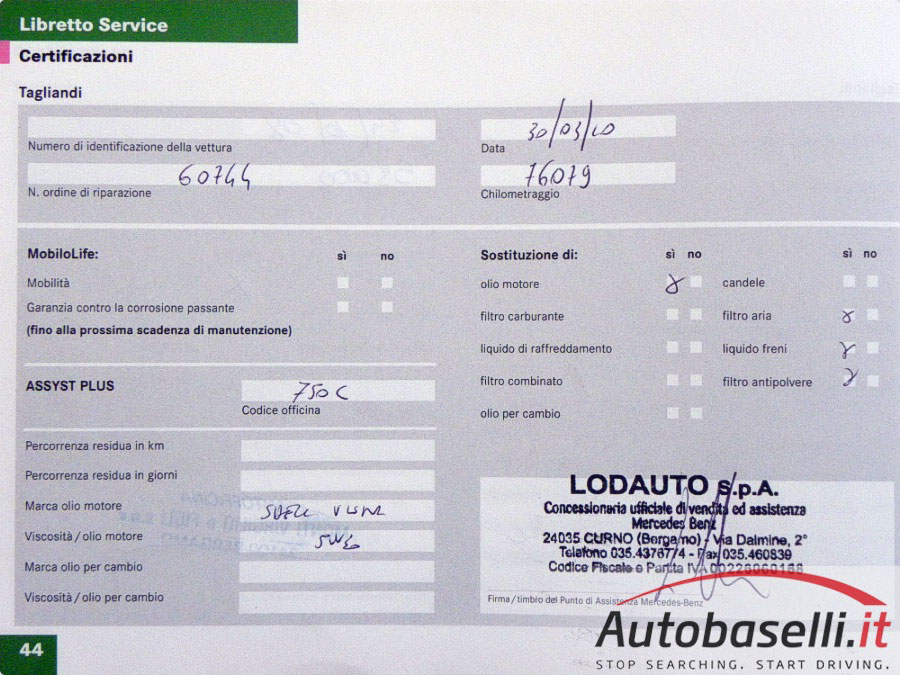 Libretto Service
Certificazioni
Tagliandi
Numero di identificazione della vettura
30/03/10
Data
60744
N. ordine di riparazione
76079
Chilometraggio
MobiloLife: sì no
Mobilità
Garanzia contro la corrosione passante
(fino alla prossima scadenza di manutenzione)
ASSYST PLUS 750C
Codice officina
Percorrenza residua in km
Percorrenza residua in giorni
Marca olio motore SHELL
Viscosità/olio motore 5W30
Marca olio per cambio
Viscosità/olio per cambio
Sostituzione di: sì no sì no
olio motore candele
filtro carburante filtro aria
liquido di raffreddamento liquido freni
filtro combinato filtro antipolvere
olio per cambio
LODAUTO S.p.A.
Concessionaria ufficiale di vendita ed assistenza
Mercedes Benz
24035 CURNO (Bergamo) - Via Dalmine, 2°
Telefono 035.43767/4 - Fax 035.460839
Codice Fiscale e Partita IVA
Firma/timbro del Punto di Assistenza Mercedes-Benz
44
Autobaselli.it
STOP SEARCHING. START DRIVING.